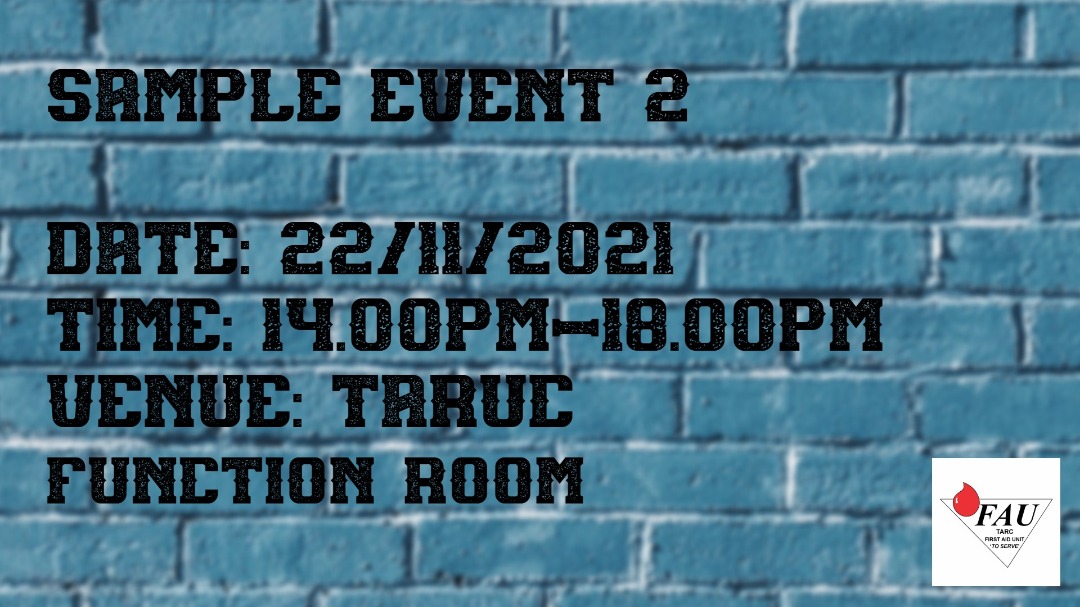 SAMPLE EVENT 2
DATE: 22/11/2021
TIME: 14.00PM-18.00PM
VENUE: TARUC
FUNCTION ROOM
FAU
TARC
FIRST AID UNIT
"TO SERVE"